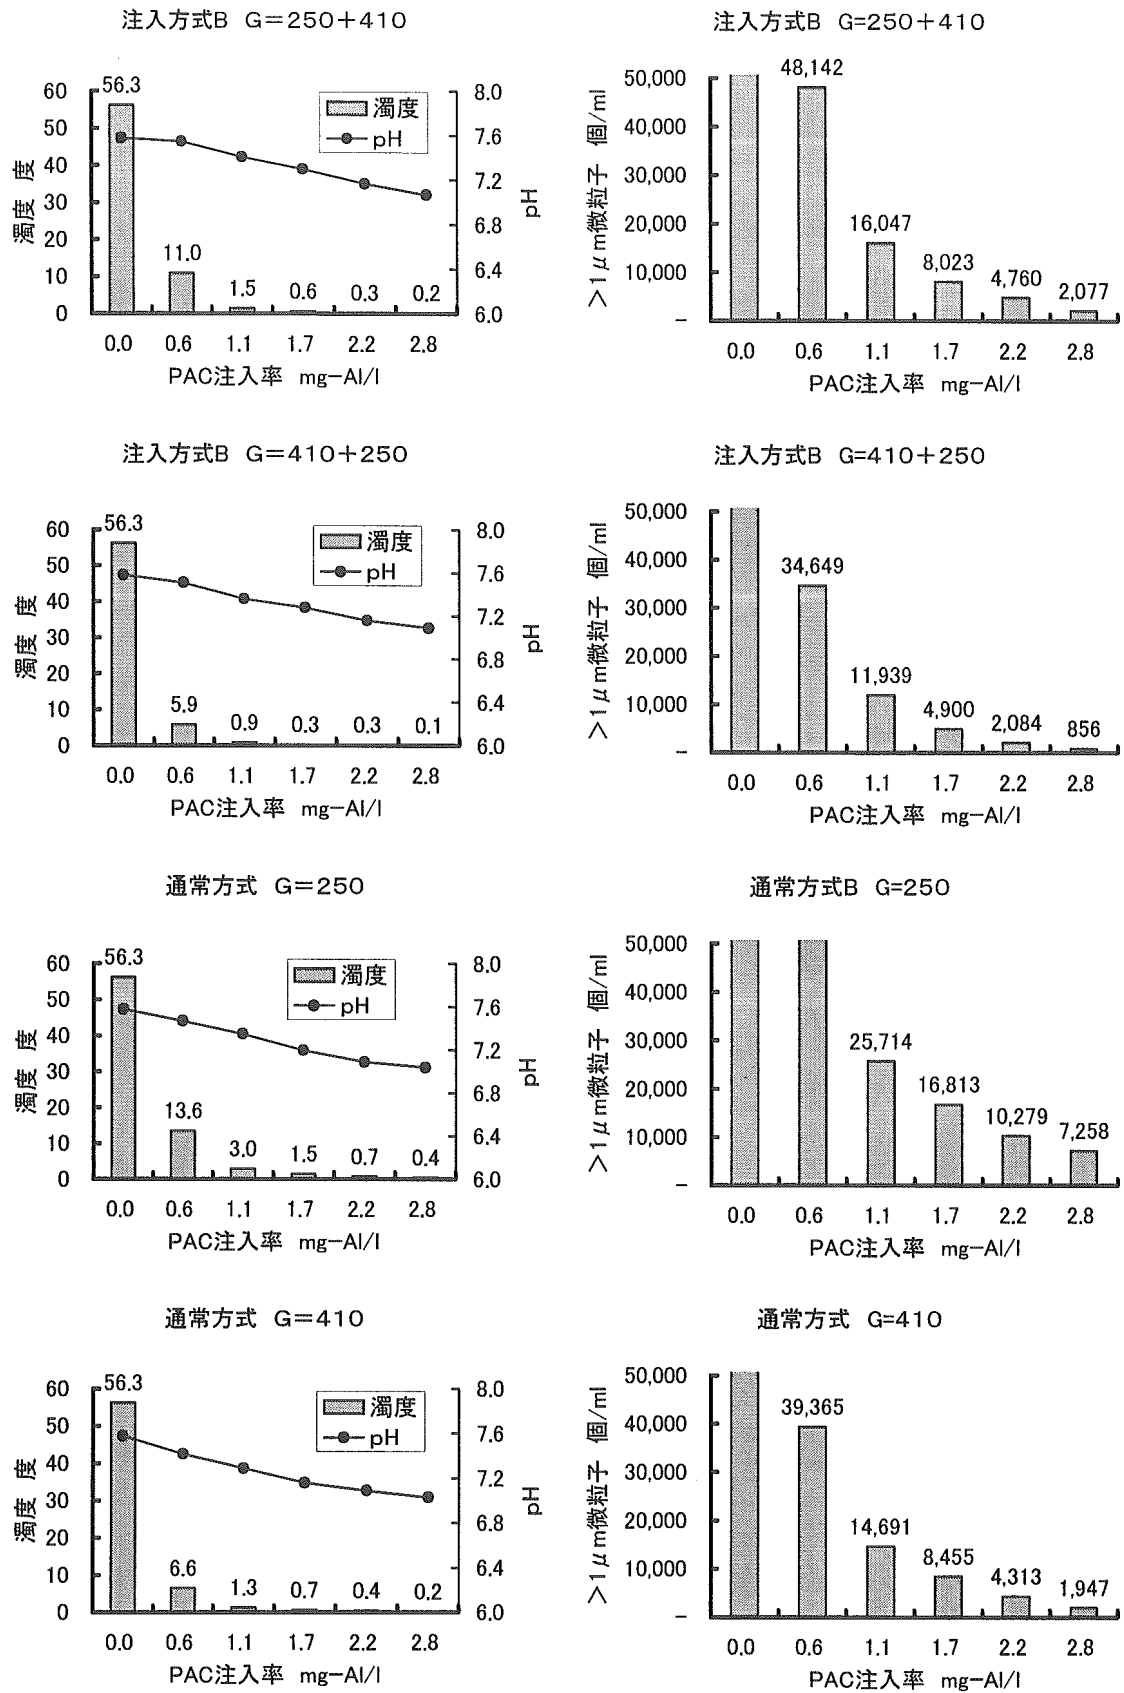 注入方式B G＝250＋410
濁度 度
60
50
40
30
20
10
0
56.3
11.0
1.5
0.6
0.3
0.2
濁度
pH
8.0
7.6
7.2
6.8
6.4
6.0
pH
0.0 0.6 1.1 1.7 2.2 2.8
PAC注入率 mg-Al/l
注入方式B G=250+410
>1μm微粒子 個/ml
50,000
40,000
30,000
20,000
10,000
－
48,142
16,047
8,023
4,760
2,077
0.0 0.6 1.1 1.7 2.2 2.8
PAC注入率 mg-Al/l
注入方式B G＝410＋250
濁度 度
60
50
40
30
20
10
0
56.3
5.9
0.9
0.3
0.3
0.1
濁度
pH
8.0
7.6
7.2
6.8
6.4
6.0
pH
0.0 0.6 1.1 1.7 2.2 2.8
PAC注入率 mg-Al/l
注入方式B G=410+250
>1μm微粒子 個/ml
50,000
40,000
30,000
20,000
10,000
－
34,649
11,939
4,900
2,084
856
0.0 0.6 1.1 1.7 2.2 2.8
PAC注入率 mg-Al/l
通常方式 G＝250
濁度 度
60
50
40
30
20
10
0
56.3
13.6
3.0
1.5
0.7
0.4
濁度
pH
8.0
7.6
7.2
6.8
6.4
6.0
pH
0.0 0.6 1.1 1.7 2.2 2.8
PAC注入率 mg-Al/l
通常方式B G=250
>1μm微粒子 個/ml
50,000
40,000
30,000
20,000
10,000
－
25,714
16,813
10,279
7,258
0.0 0.6 1.1 1.7 2.2 2.8
PAC注入率 mg-Al/l
通常方式 G＝410
濁度 度
60
50
40
30
20
10
0
56.3
6.6
1.3
0.7
0.4
0.2
濁度
pH
8.0
7.6
7.2
6.8
6.4
6.0
pH
0.0 0.6 1.1 1.7 2.2 2.8
PAC注入率 mg-Al/l
通常方式 G=410
>1μm微粒子 個/ml
50,000
40,000
30,000
20,000
10,000
－
39,365
14,691
8,455
4,313
1,947
0.0 0.6 1.1 1.7 2.2 2.8
PAC注入率 mg-Al/l